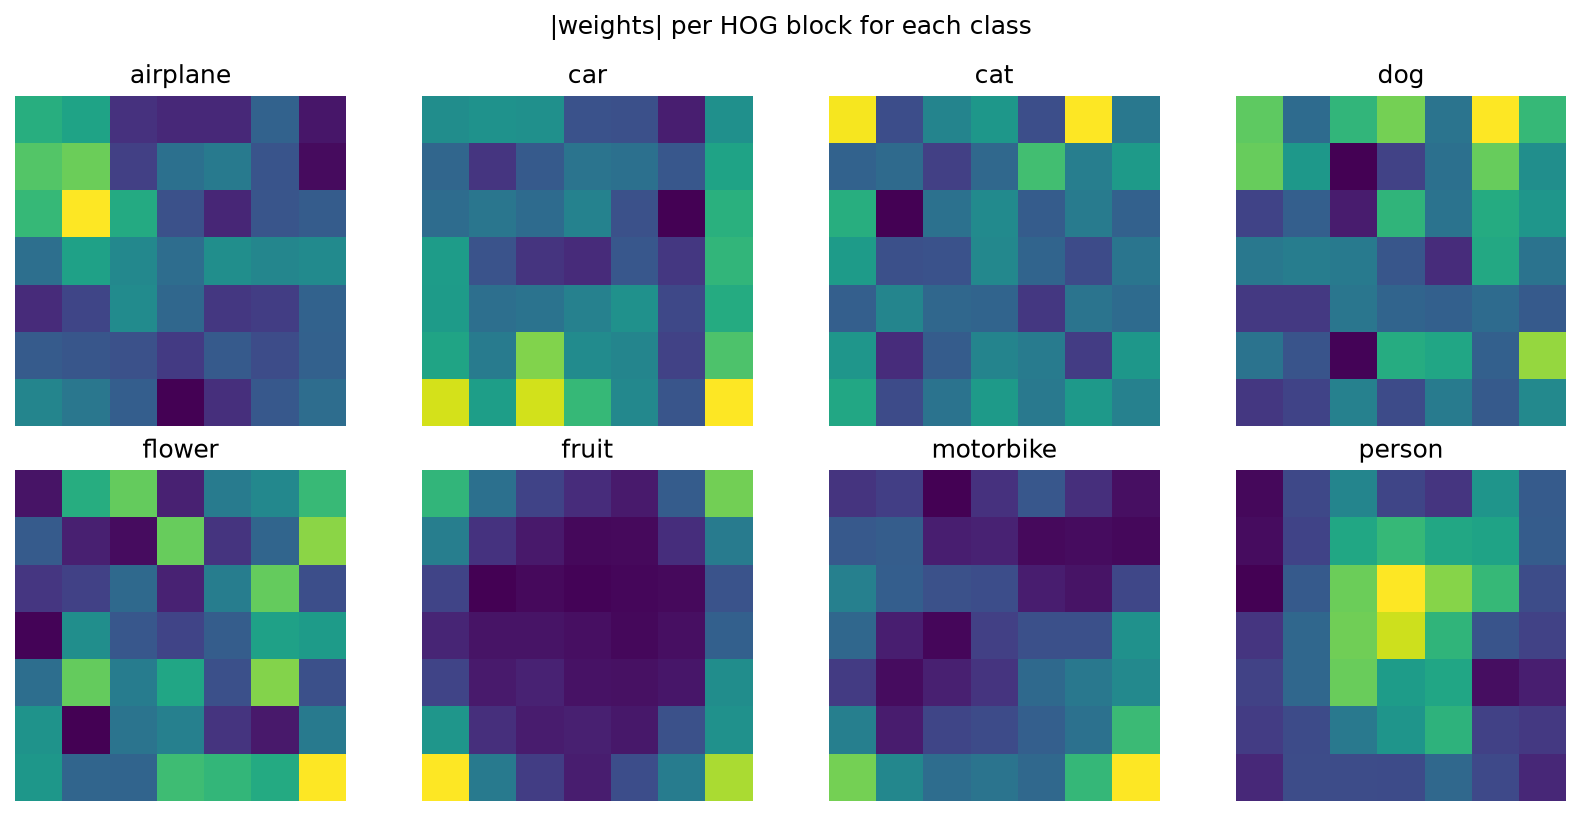 |weights| per HOG block for each class
airplane car cat dog
flower fruit motorbike person